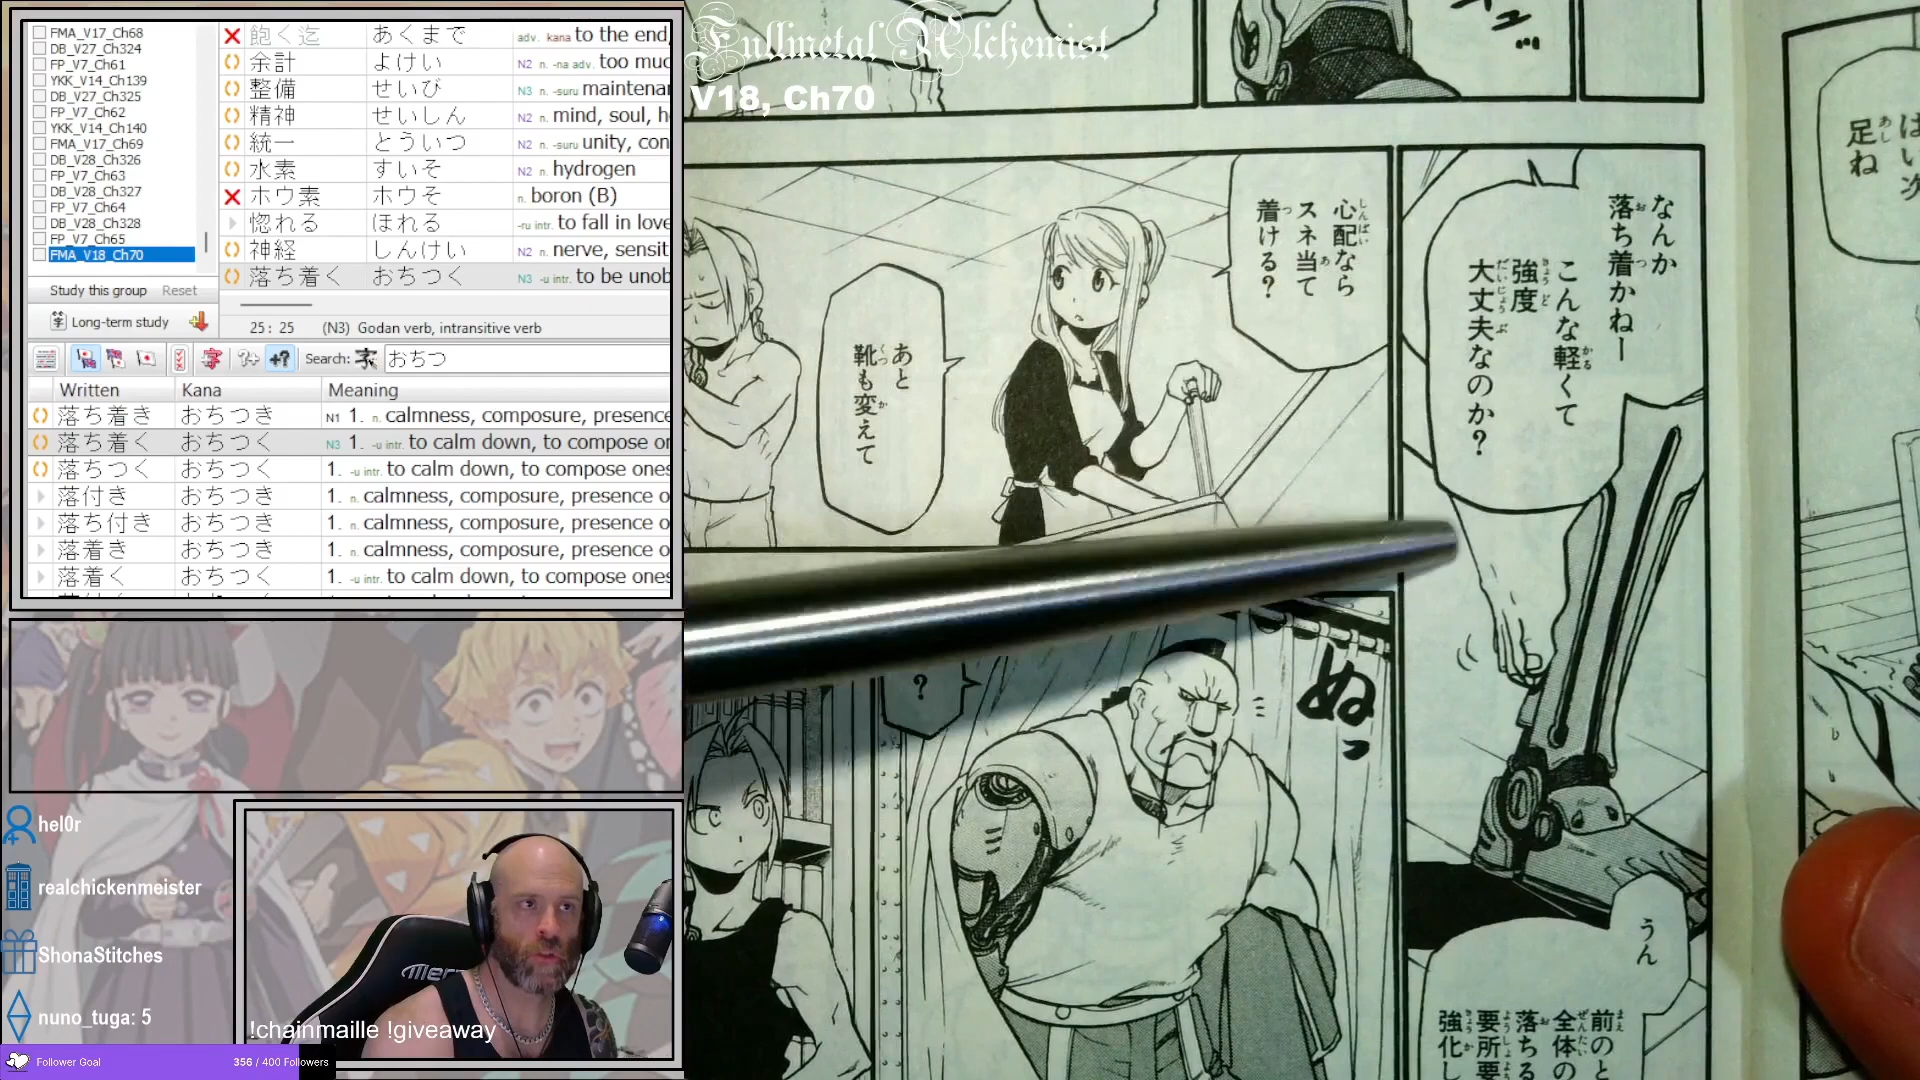 FMA_V17_Ch68
DB_V27_Ch324
FP_V7_Ch61
YKK_V14_Ch139
DB_V27_Ch325
FP_V7_Ch62
YKK_V14_Ch140
FMA_V17_Ch69
DB_V28_Ch326
FP_V7_Ch63
DB_V28_Ch327
FP_V7_Ch64
DB_V28_Ch328
FP_V7_Ch65
FMA_V18_Ch70
Study this group Reset
Long-term study
飽く迄 あくまで adv. kana to the end,
余計 よけい N2 n. -na adv. too muc
整備 せいび N3 n. -suru maintenan
精神 せいしん N2 n. mind, soul, h
統一 とういつ N2 n. -suru unity, con
水素 すいそ N2 n. hydrogen
ホウ素 ホウそ n. boron (B)
惚れる ほれる -ru intr. to fall in love
神経 しんけい N2 n. nerve, sensit
落ち着く おちつく N3 -u intr. to be unob
25: 25 (N3) Godan verb, intransitive verb
Search: おちつ
Written Kana Meaning
落ち着き おちつき N1 1. n. calmness, composure, presence
落ち着く おちつく N3 1. -u intr. to calm down, to compose or
落ちつく おちつく 1. -u intr. to calm down, to compose ones
落付き おちつき 1. n. calmness, composure, presence o
落ち付き おちつき 1. n. calmness, composure, presence o
落着き おちつき 1. n. calmness, composure, presence o
落着く おちつく 1. -u intr. to calm down, to compose ones
Fullmetal Alchemist
V18, Ch70
はい次
足ね
なんか
落ち着かねー
こんな軽くて
強度
大丈夫なのか?
心配なら
スネ当て
着ける?
あと
靴も変えて
うん
前のと
全体の
落ちる
要所要
強化し
ぬっ
?
hel0r
realchickenmeister
ShonaStitches
nuno_tuga: 5
!chainmaille !giveaway
Follower Goal 356 / 400 Followers